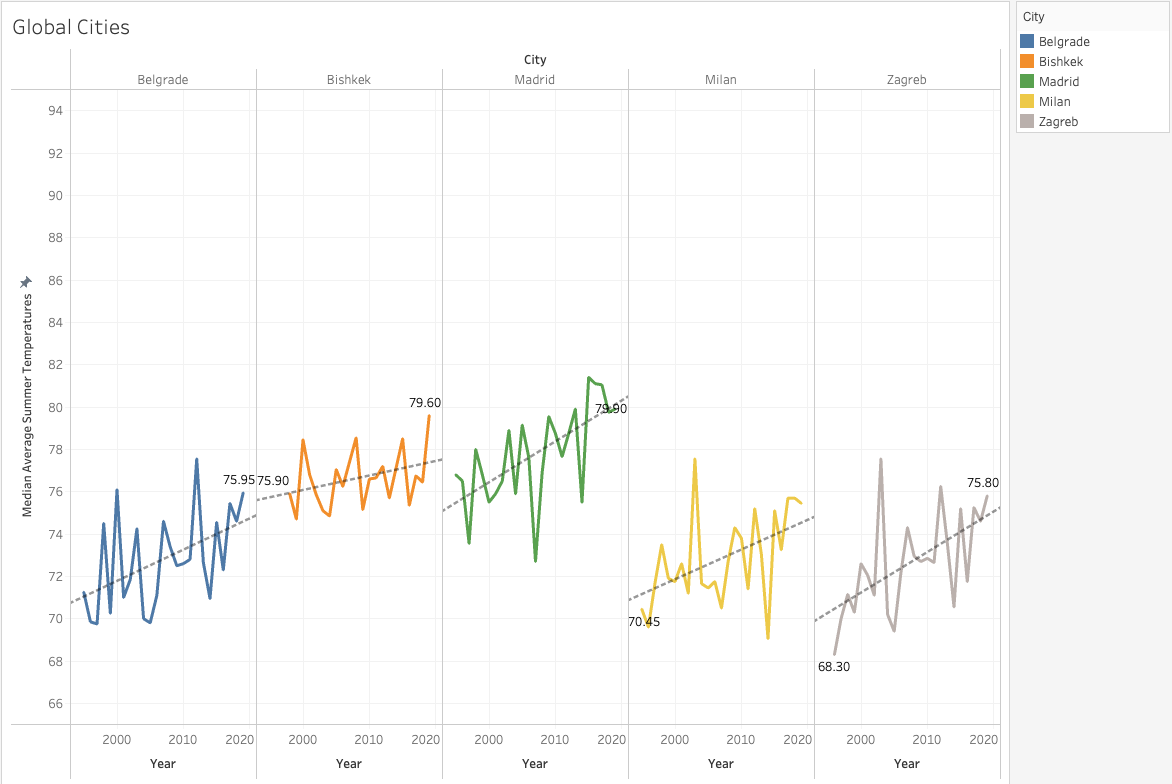 Global Cities
City
Belgrade
Bishkek
Madrid
Milan
Zagreb
City
Belgrade Bishkek Madrid Milan Zagreb
Median Average Summer Temperatures
94
92
90
88
86
84
82
80
78
76
74
72
70
68
66
75.95
75.90
79.60
79.90
70.45
68.30
75.80
2000 2010 2020 2000 2010 2020 2000 2010 2020 2000 2010 2020 2000 2010 2020
Year Year Year Year Year